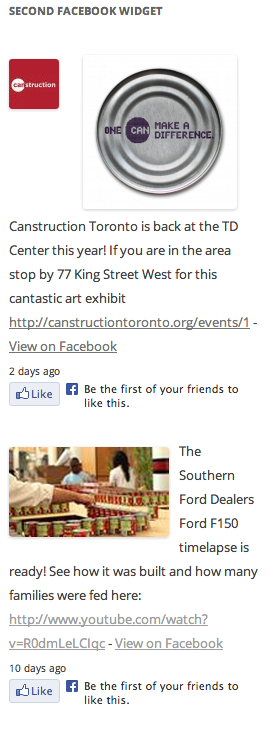 SECOND FACEBOOK WIDGET
canstruction
ONE CAN MAKE A
DIFFERENCE.
Canstruction Toronto is back at the TD
Center this year! If you are in the area
stop by 77 King Street West for this
cantastic art exhibit
http://canstructiontoronto.org/events/1 -
View on Facebook
2 days ago
Like
Be the first of your friends to
like this.
The
Southern
Ford Dealers
Ford F150
timelapse is
ready! See how it was built and how many
families were fed here:
http://www.youtube.com/watch?
v=R0dmLeLCIqc - View on Facebook
10 days ago
Like
Be the first of your friends to
like this.